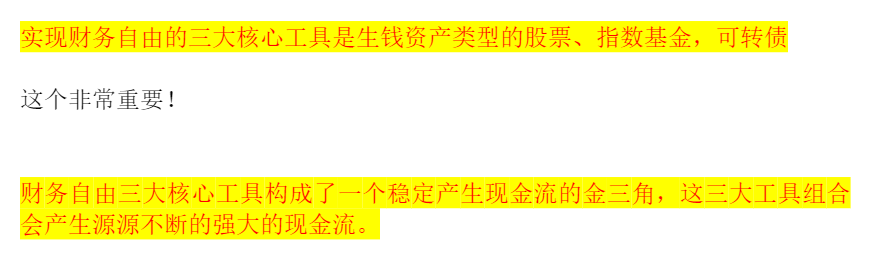 实现财务自由的三大核心工具是生钱资产类型的股票、指数基金，可转债
这个非常重要！
财务自由三大核心工具构成了一个稳定产生现金流的金三角，这三大工具组合
会产生源源不断的强大的现金流。